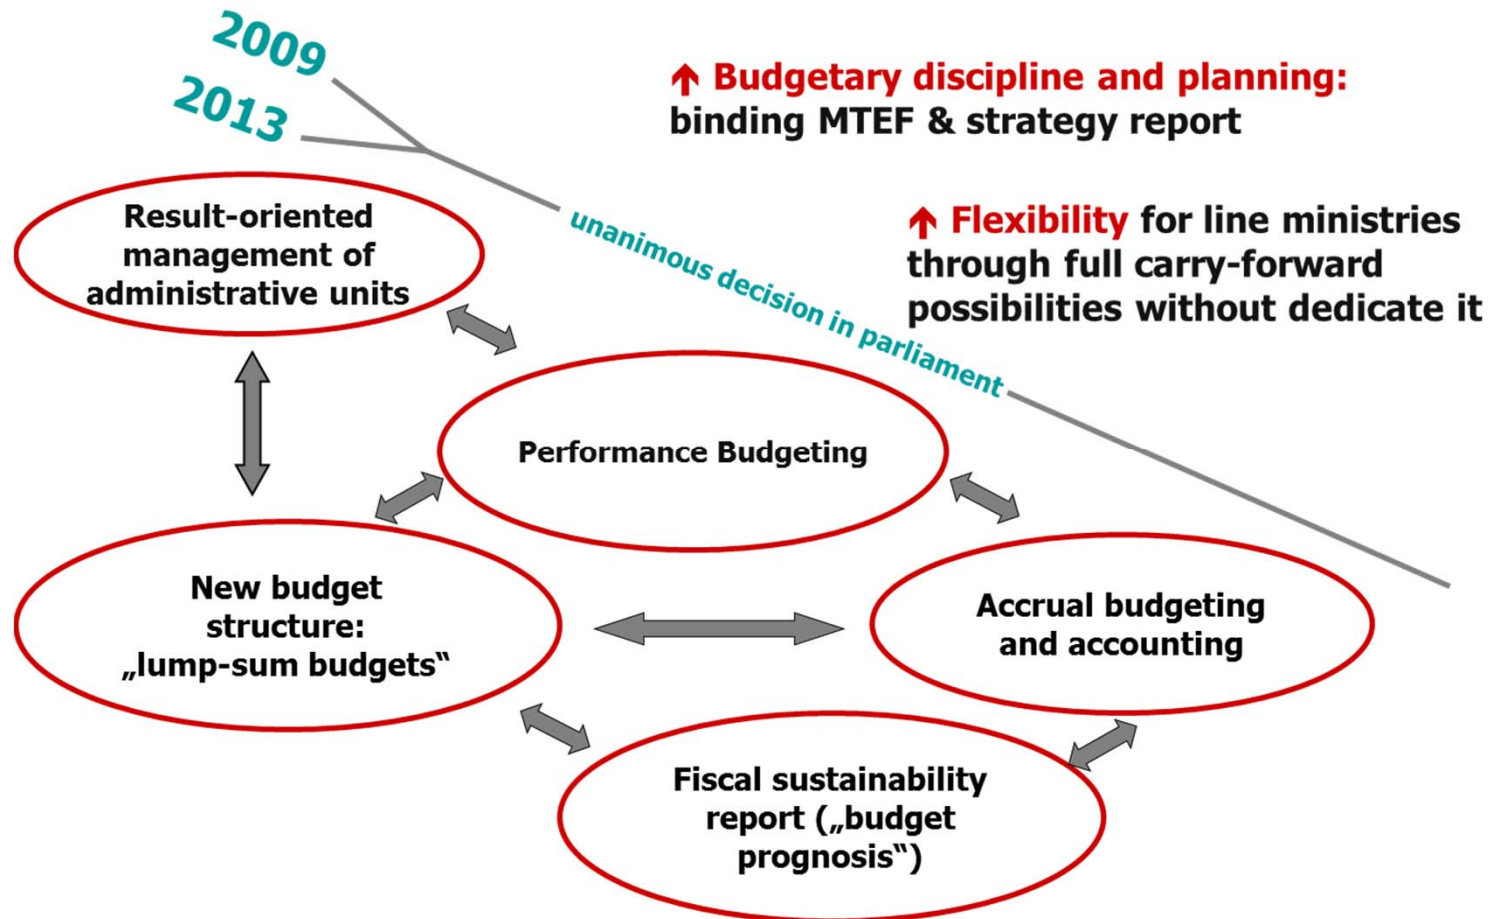 2009
2013
↑ Budgetary discipline and planning:
binding MTEF & strategy report
unanimous decision in parliament
↑ Flexibility for line ministries
through full carry-forward
possibilities without dedicate it
Result-oriented
management of
administrative units
Performance Budgeting
New budget
structure:
„lump-sum budgets“
Accrual budgeting
and accounting
Fiscal sustainability
report („budget
prognosis“)